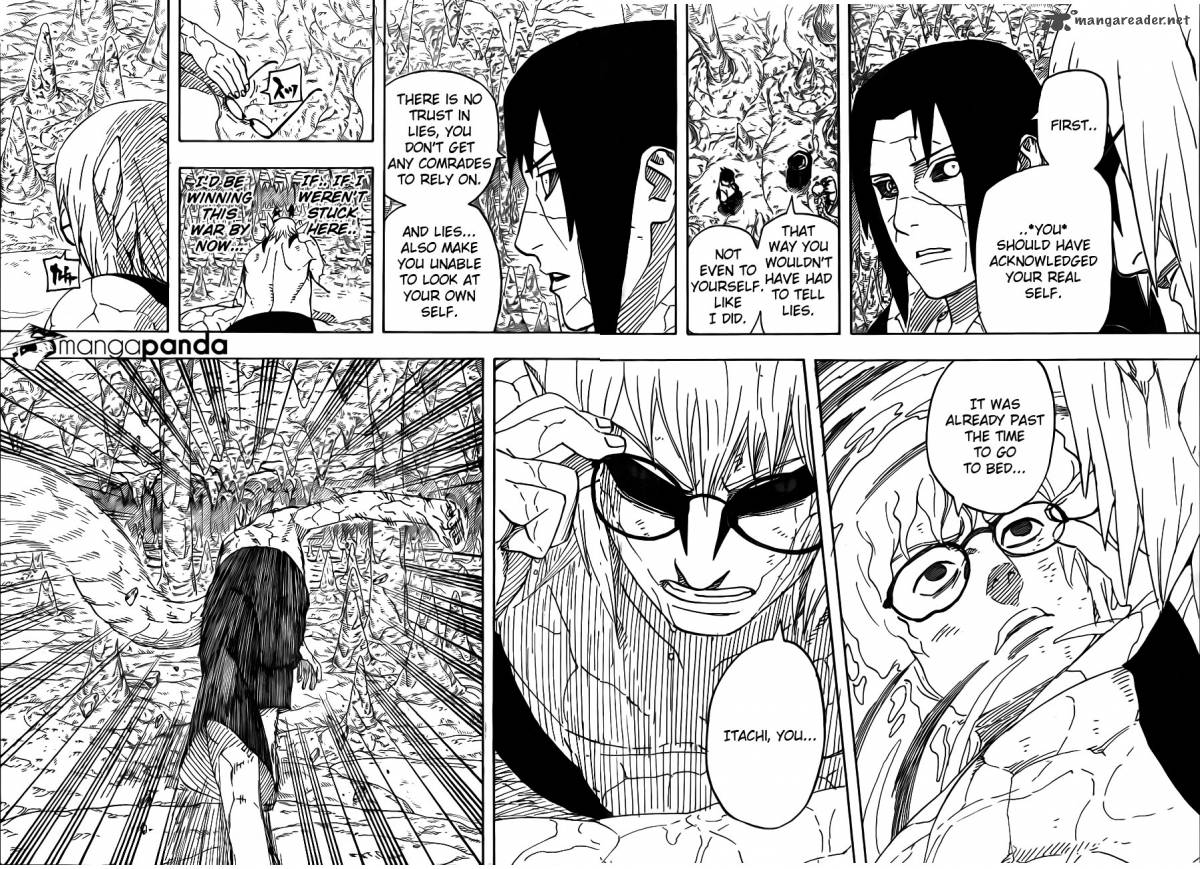 mangareader.net
FIRST..
..*YOU*
SHOULD HAVE
ACKNOWLEDGED
YOUR REAL
SELF.
THAT
WAY YOU
WOULDN'T
HAVE HAD
TO TELL
LIES.
NOT
EVEN TO
YOURSELF.
LIKE
I DID.
THERE IS NO
TRUST IN
LIES, YOU
DON'T GET
ANY COMRADES
TO RELY ON.
AND LIES...
ALSO MAKE
YOU UNABLE
TO LOOK AT
YOUR OWN
SELF.
スッ
IF.. IF I
WEREN'T
STUCK
HERE..
I'D BE
WINNING
THIS
WAR BY
NOW...
mangapanda
IT WAS
ALREADY PAST
THE TIME
TO GO
TO BED...
ITACHI, YOU...